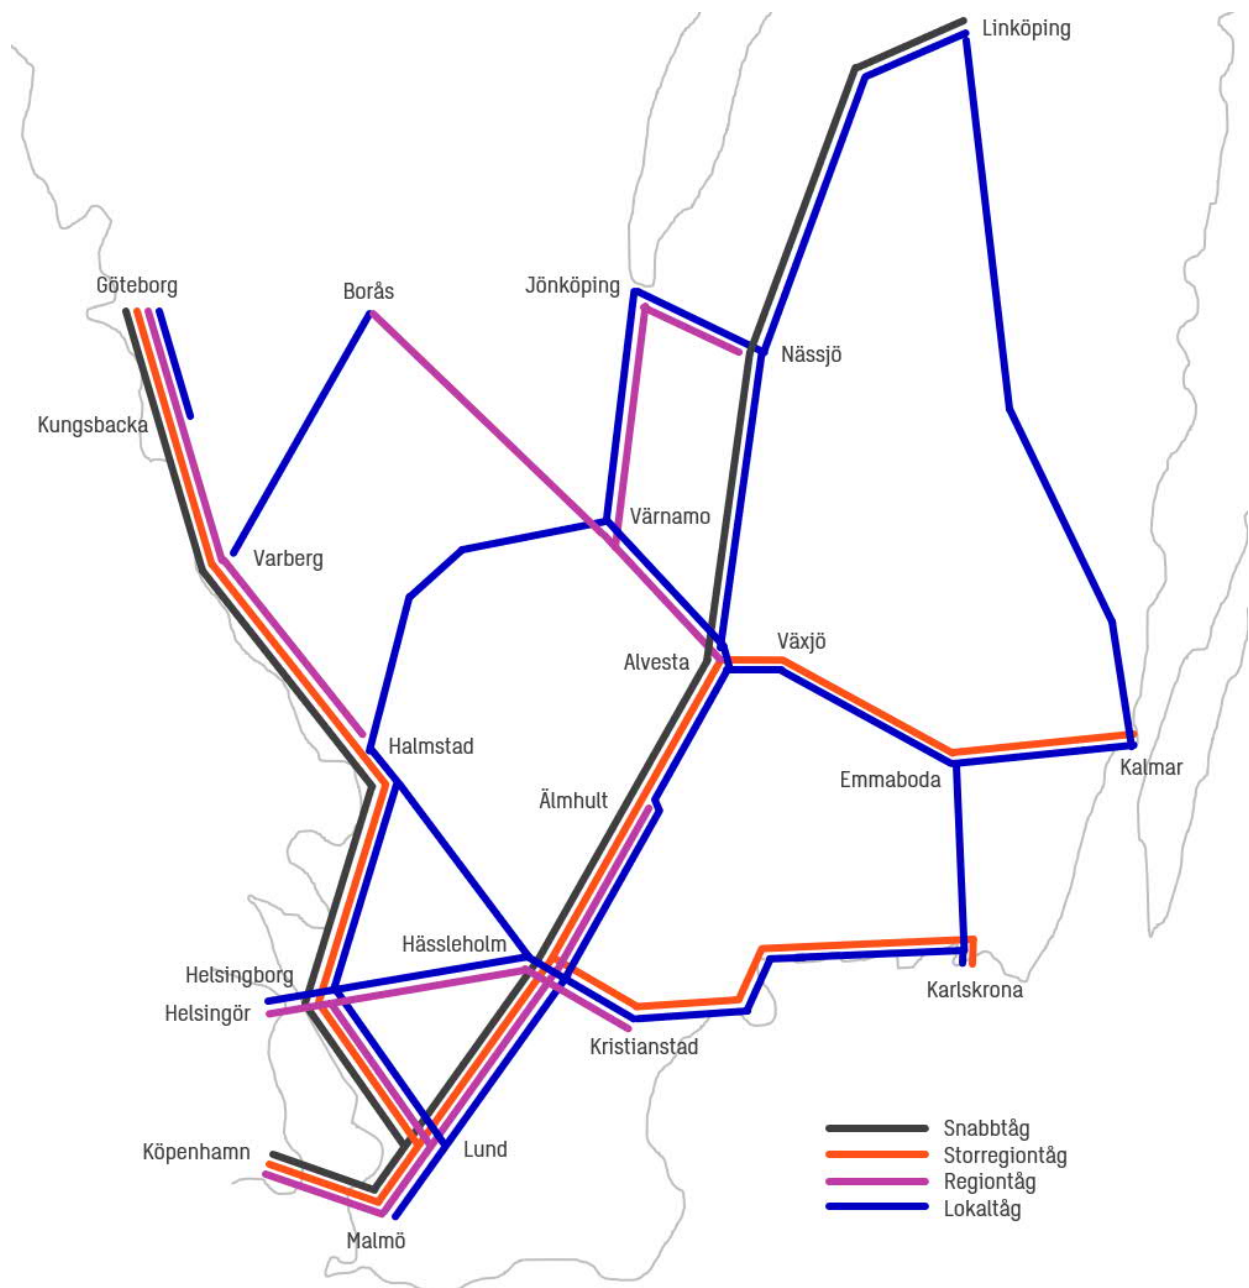 Linköping
Göteborg
Borås
Jönköping
Nässjö
Kungsbacka
Värnamo
Varberg
Växjö
Alvesta
Halmstad
Kalmar
Emmaboda
Älmhult
Hässleholm
Helsingborg
Karlskrona
Helsingör
Kristianstad
Snabbtåg
Köpenhamn
Lund
Storregiontåg
Regiontåg
Lokaltåg
Malmö